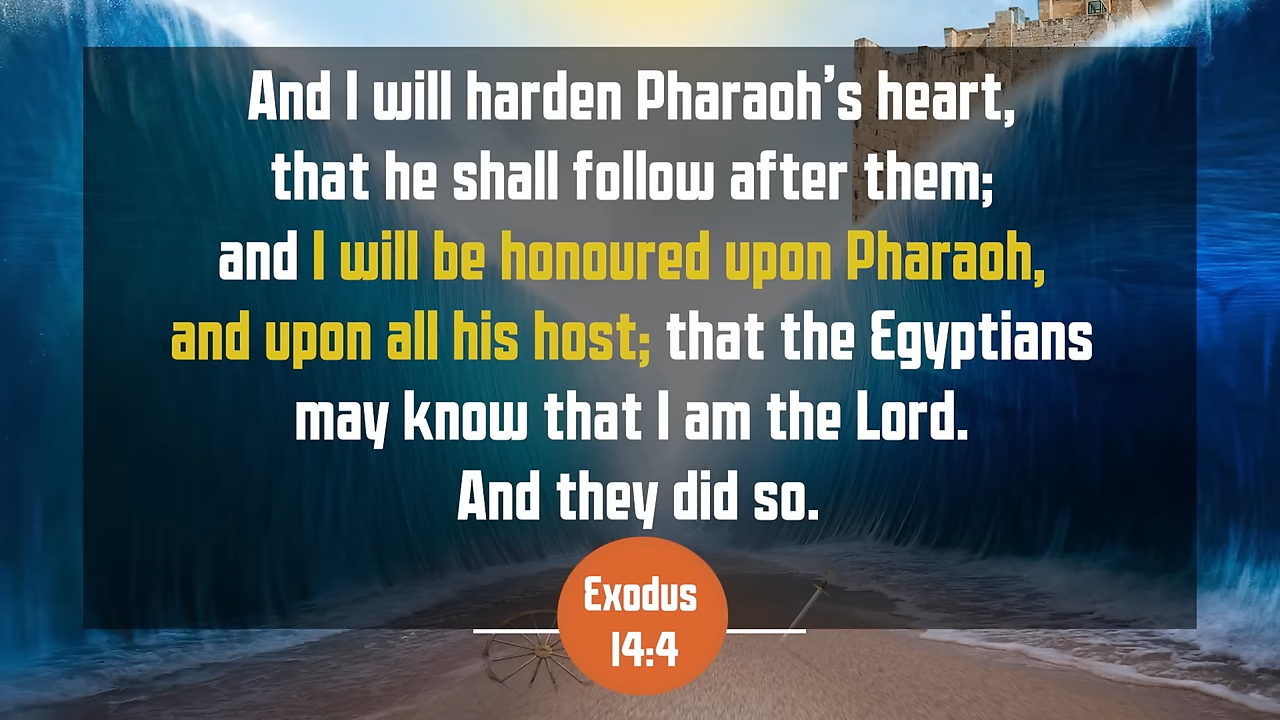 And I will harden Pharaoh’s heart,
that he shall follow after them;
and I will be honoured upon Pharaoh,
and upon all his host; that the Egyptians
may know that I am the Lord.
And they did so.
Exodus
14:4